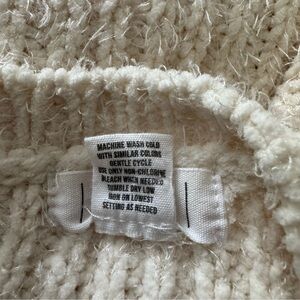 MACHINE WASH COLD
WITH SIMILAR COLORS
GENTLE CYCLE
USE ONLY NON-CHLORINE
BLEACH WHEN NEEDED
TUMBLE DRY LOW
IRON ON LOWEST
SETTING AS NEEDED